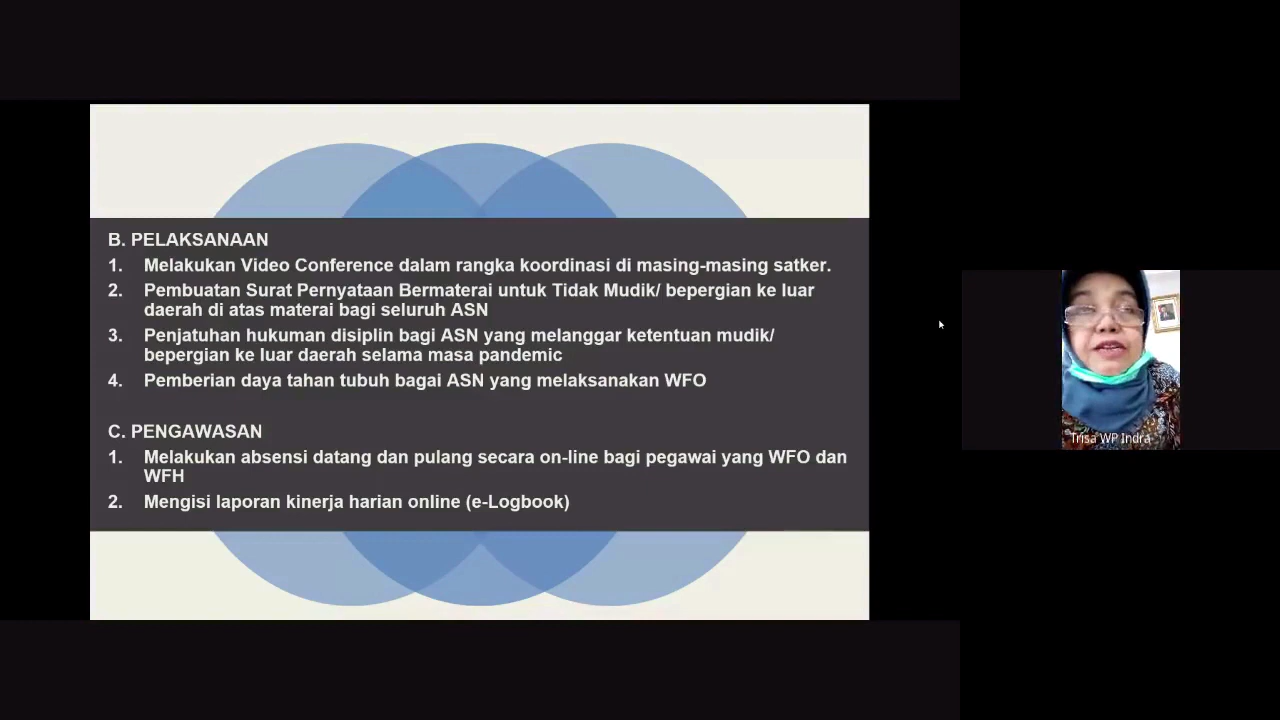 B. PELAKSANAAN
1. Melakukan Video Conference dalam rangka koordinasi di masing-masing satker.
2. Pembuatan Surat Pernyataan Bermaterai untuk Tidak Mudik/ bepergian ke luar
daerah di atas materai bagi seluruh ASN
3. Penjatuhan hukuman disiplin bagi ASN yang melanggar ketentuan mudik/
bepergian ke luar daerah selama masa pandemic
4. Pemberian daya tahan tubuh bagai ASN yang melaksanakan WFO
C. PENGAWASAN
1. Melakukan absensi datang dan pulang secara on-line bagi pegawai yang WFO dan
WFH
2. Mengisi laporan kinerja harian online (e-Logbook)
Trisa WP Indra